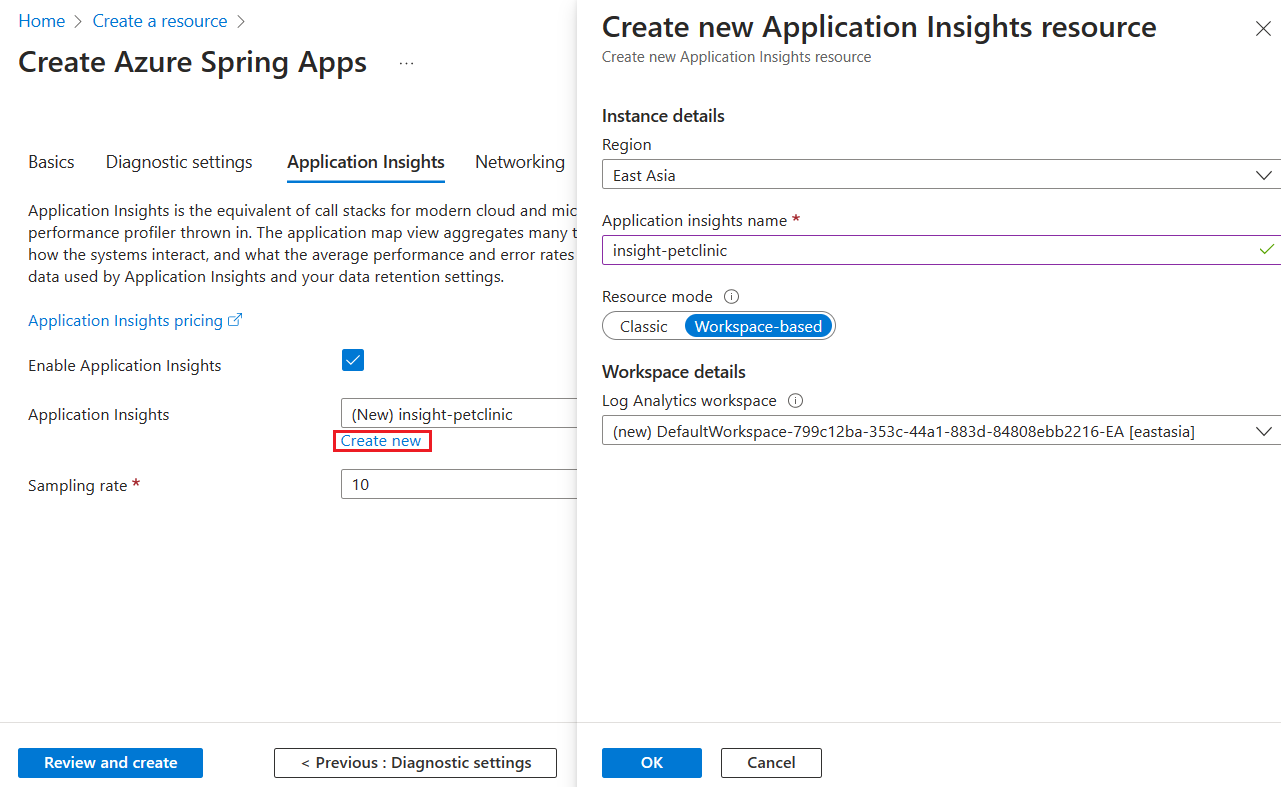 Home > Create a resource >
Create Azure Spring Apps ...
Basics Diagnostic settings Application Insights Networking
Application Insights is the equivalent of call stacks for modern cloud and mic
performance profiler thrown in. The application map view aggregates many t
how the systems interact, and what the average performance and error rates
data used by Application Insights and your data retention settings.
Application Insights pricing
Enable Application Insights
Application Insights
(New) insight-petclinic
Create new
Sampling rate *
10
Review and create
< Previous : Diagnostic settings
Create new Application Insights resource
Create new Application Insights resource
Instance details
Region
East Asia
Application insights name *
insight-petclinic
Resource mode
Classic Workspace-based
Workspace details
Log Analytics workspace
(new) DefaultWorkspace-799c12ba-353c-44a1-883d-84808ebb2216-EA [eastasia]
OK
Cancel